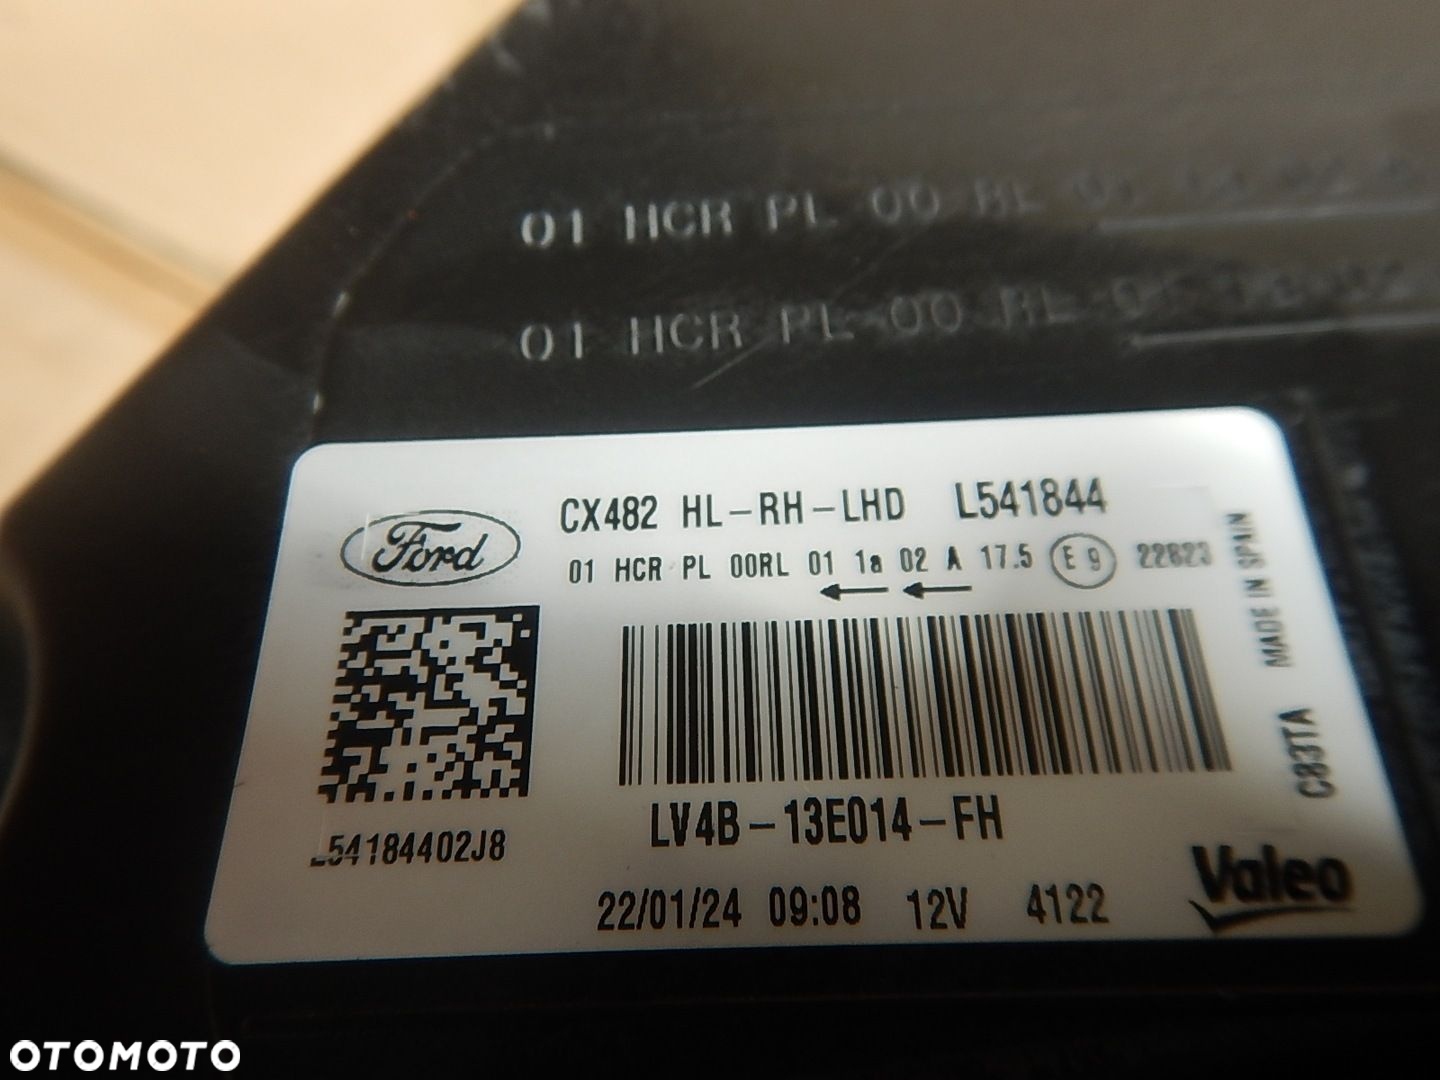 01 HCR PL 00 RL 01
01 HCR PL 00 RL 01
Ford
CX482 HL-RH-LHD L541844
01 HCR PL 00RL 01 1a 02 A 17.5 E9 22823
MADE IN SPAIN
C83TA
L54184402J8
LV4B-13E014-FH
22/01/24 09:08 12V 4122
Valeo
OTOMOTO